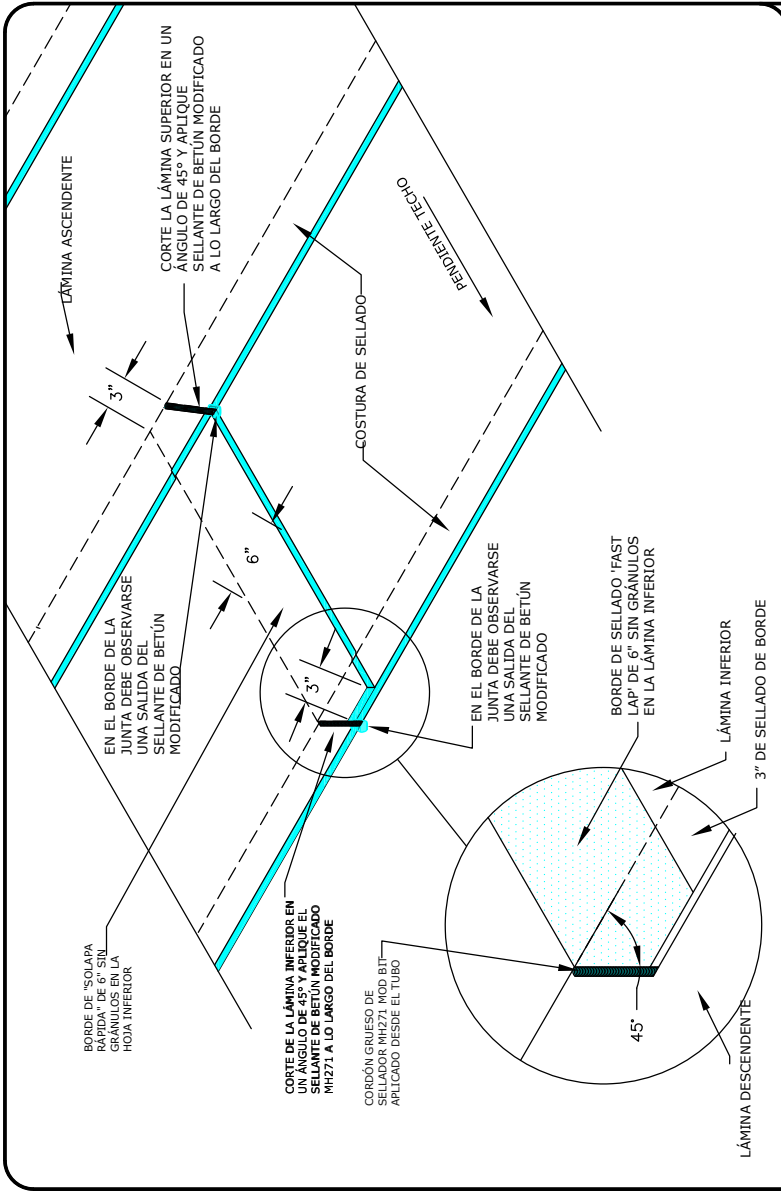 LÁMINA ASCENDENTE
CORTE LA LÁMINA SUPERIOR EN UN
ÁNGULO DE 45° Y APLIQUE
SELLANTE DE BETÚN MODIFICADO
A LO LARGO DEL BORDE
3"
PENDIENTE TECHO
COSTURA DE SELLADO
EN EL BORDE DE LA
JUNTA DEBE OBSERVARSE
UNA SALIDA DEL
SELLANTE DE BETÚN
MODIFICADO
6"
3"
EN EL BORDE DE LA
JUNTA DEBE OBSERVARSE
UNA SALIDA DEL
SELLANTE DE BETÚN
MODIFICADO
BORDE DE "SOLAPA
RÁPIDA" DE 6" SIN
GRÁNULOS EN LA
HOJA INFERIOR
CORTE DE LA LÁMINA INFERIOR EN
UN ÁNGULO DE 45° Y APLIQUE EL
SELLANTE DE BETÚN MODIFICADO
MH271 A LO LARGO DEL BORDE
CORDÓN GRUESO DE
SELLADOR MH271 MOD BIT
APLICADO DESDE EL TUBO
BORDE DE SELLADO 'FAST
LAP' DE 6" SIN GRÁNULOS
EN LA LÁMINA INFERIOR
LÁMINA INFERIOR
3" DE SELLADO DE BORDE
45°
LÁMINA DESCENDENTE